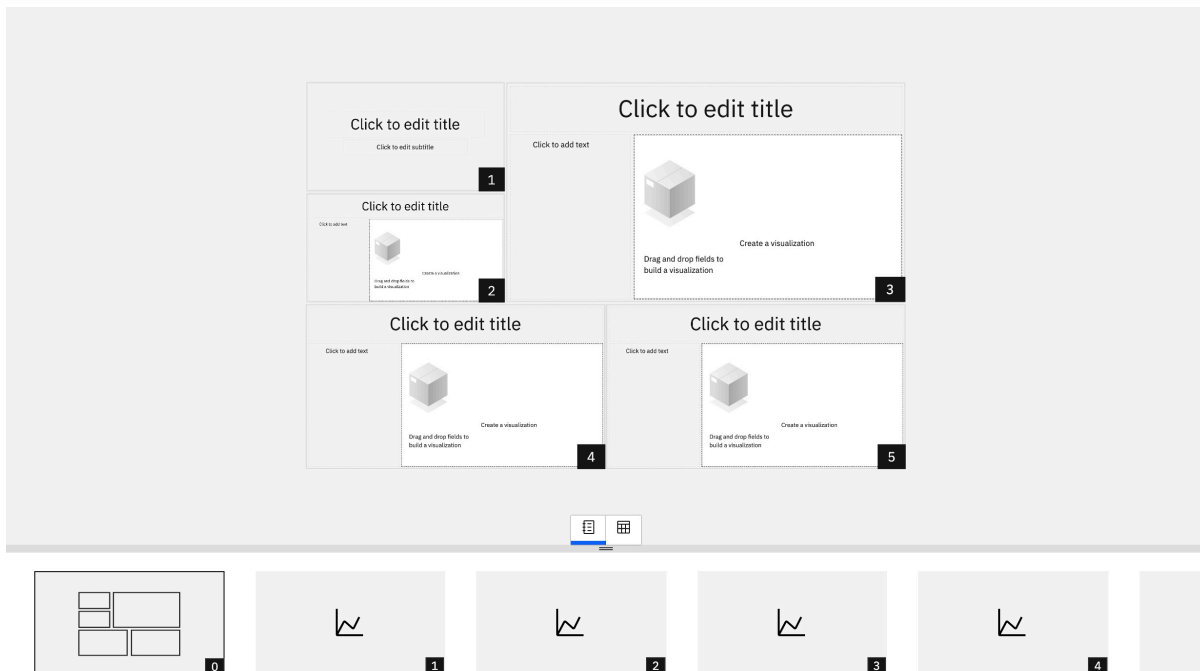 Click to edit title
Click to edit subtitle
1
Click to edit title
Click to add text
Create a visualization
Drag and drop fields to
build a visualization
2
Click to edit title
Click to add text
Create a visualization
Drag and drop fields to
build a visualization
3
Click to edit title
Click to add text
Create a visualization
Drag and drop fields to
build a visualization
4
Click to edit title
Click to add text
Create a visualization
Drag and drop fields to
build a visualization
5
0
1
2
3
4